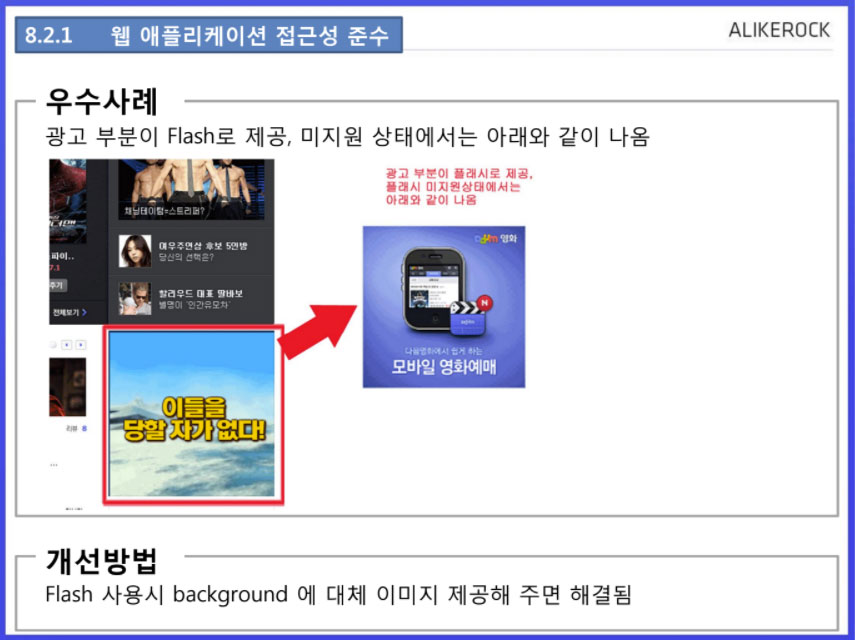 8.2.1 웹 애플리케이션 접근성 준수
ALIKEROCK
우수사례
광고 부분이 Flash로 제공, 미지원 상태에서는 아래와 같이 나옴
채닝테이텀=스트리퍼?
여우주연상 후보 5인방
당신의 선택은?
할리우드 대표 딸바보
별명이 '인간유모차'
파이..
7.1
주기
전체보기
리뷰 8
...
이들을
당할 자가 없다!
광고 부분이 플래시로 제공,
플래시 미지원상태에서는
아래와 같이 나옴
Daum 영화
N
다음영화에서 쉽게 하는
모바일 영화예매
개선방법
Flash 사용시 background 에 대체 이미지 제공해 주면 해결됨